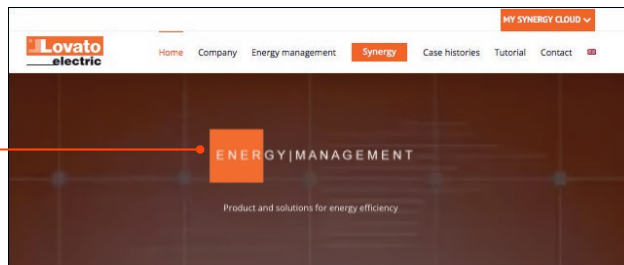 MY SYNERGY CLOUD
Lovato
electric
Home Company Energy management Synergy Case histories Tutorial Contact
ENERGY|MANAGEMENT
Product and solutions for energy efficiency